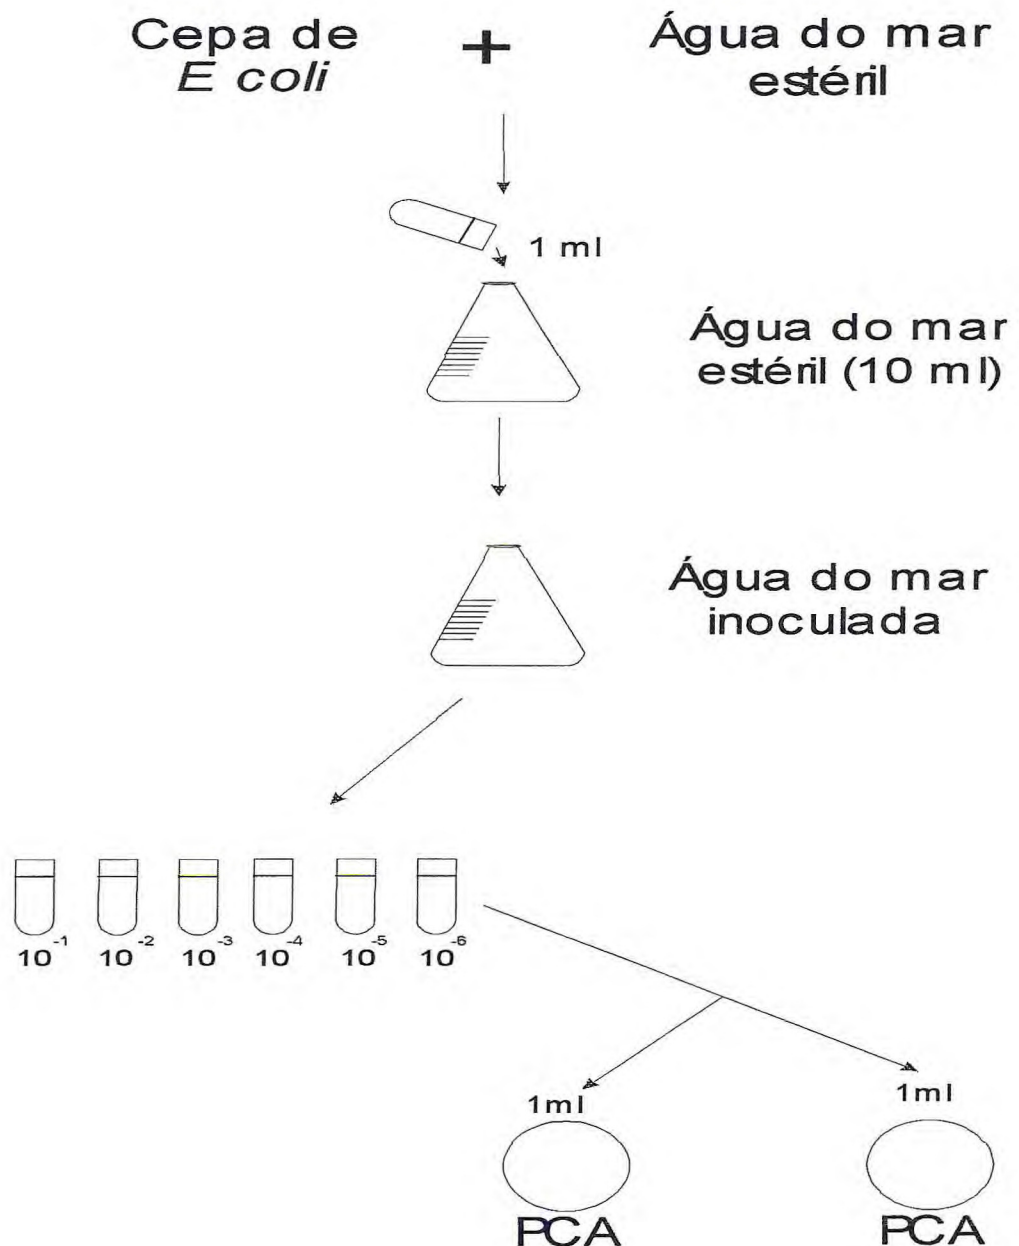 Cepa de + Água do mar
E coli estéril
1 ml
Água do mar
estéril (10 ml)
Água do mar
inoculada
10⁻¹ 10⁻² 10⁻³ 10⁻⁴ 10⁻⁵ 10⁻⁶
1ml 1ml
PCA PCA